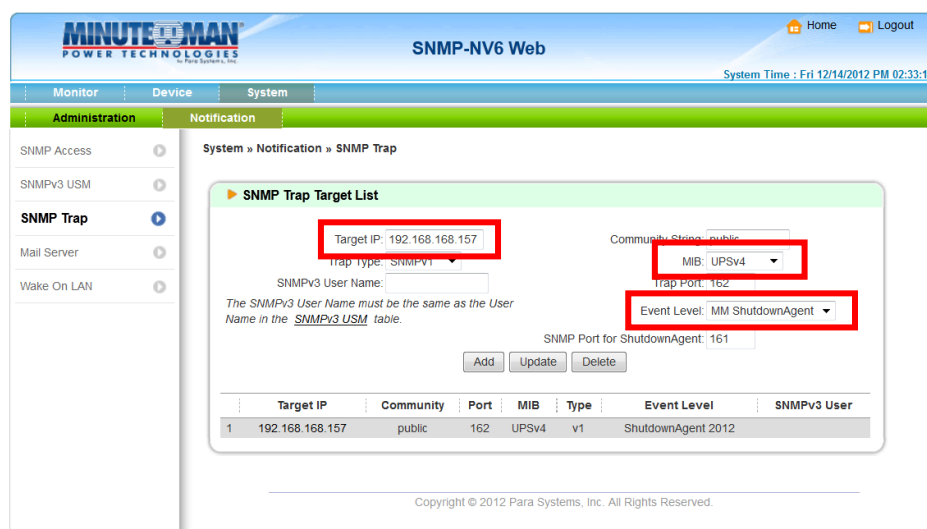 MINUTEMAN
POWER TECHNOLOGIES
by Para Systems, Inc.
SNMP-NV6 Web
Home Logout
System Time : Fri 12/14/2012 PM 02:33:1
Monitor Device System
Administration Notification
SNMP Access
SNMPv3 USM
SNMP Trap
Mail Server
Wake On LAN
System » Notification » SNMP Trap
SNMP Trap Target List
Target IP: 192.168.168.157 Community String: public
Trap Type: SNMPv1 MIB: UPSv4
SNMPv3 User Name: Trap Port: 162
The SNMPv3 User Name must be the same as the User
Name in the SNMPv3 USM table.
Event Level: MM ShutdownAgent
SNMP Port for ShutdownAgent: 161
Add Update Delete
Target IP Community Port MIB Type Event Level SNMPv3 User
1 192.168.168.157 public 162 UPSv4 v1 ShutdownAgent 2012
Copyright © 2012 Para Systems, Inc. All Rights Reserved.